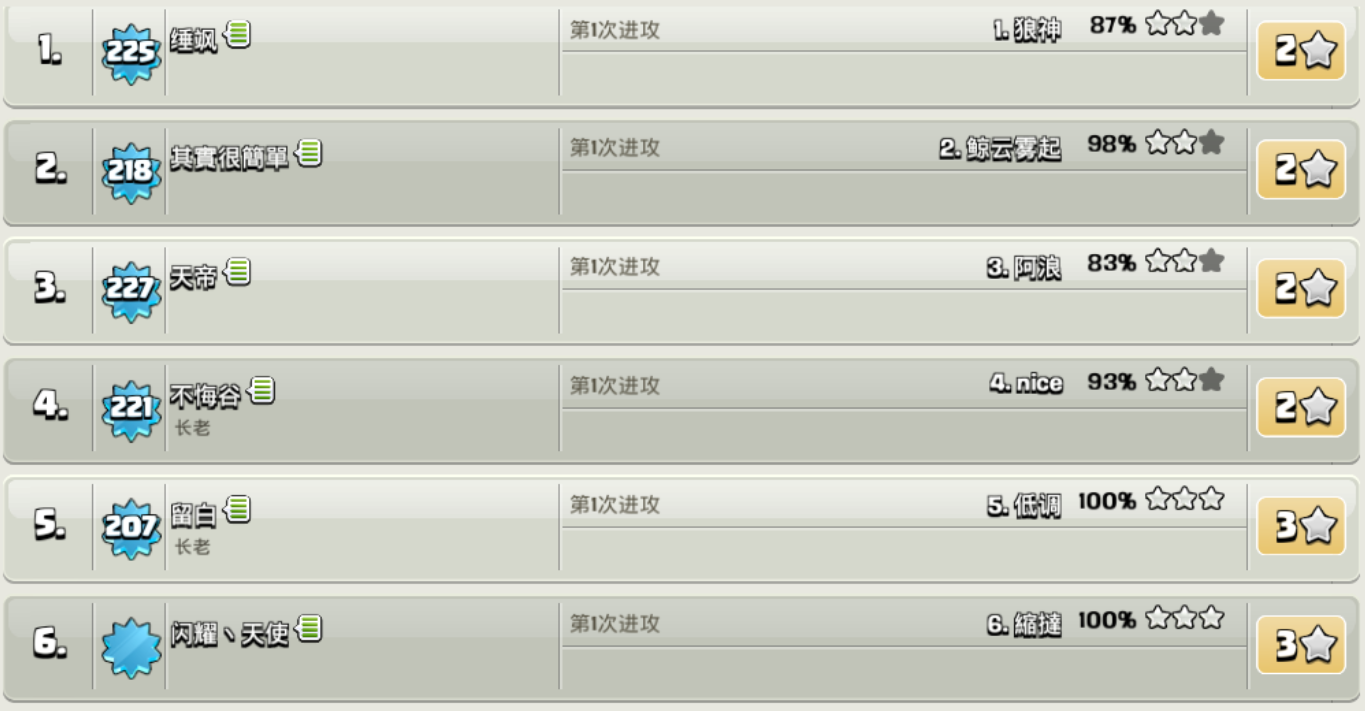 1. 225 缍飒 第1次进攻 1. 狼神 87% 2
2. 218 其實很簡單 第1次进攻 2. 鲸云雾起 98% 2
3. 227 天帝 第1次进攻 3. 阿浪 83% 2
4. 221 不悔谷 第1次进攻 4. nice 93% 2
长老
5. 207 留白 第1次进攻 5. 低调 100% 3
长老
6. 闪耀丶天使 第1次进攻 6. 縮撻 100% 3